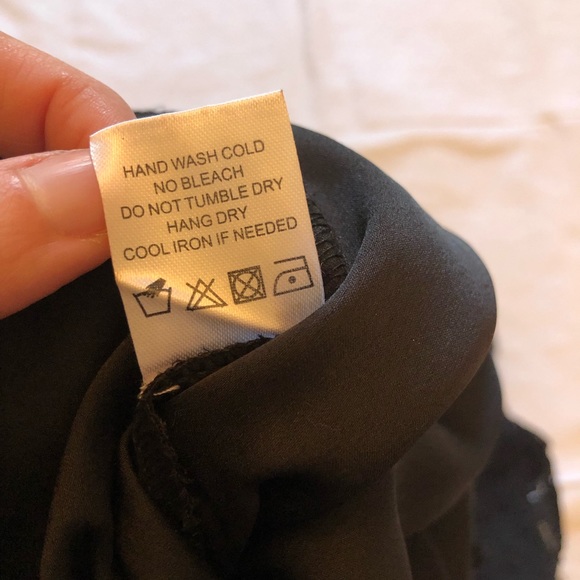 HAND WASH COLD
NO BLEACH
DO NOT TUMBLE DRY
HANG DRY
COOL IRON IF NEEDED